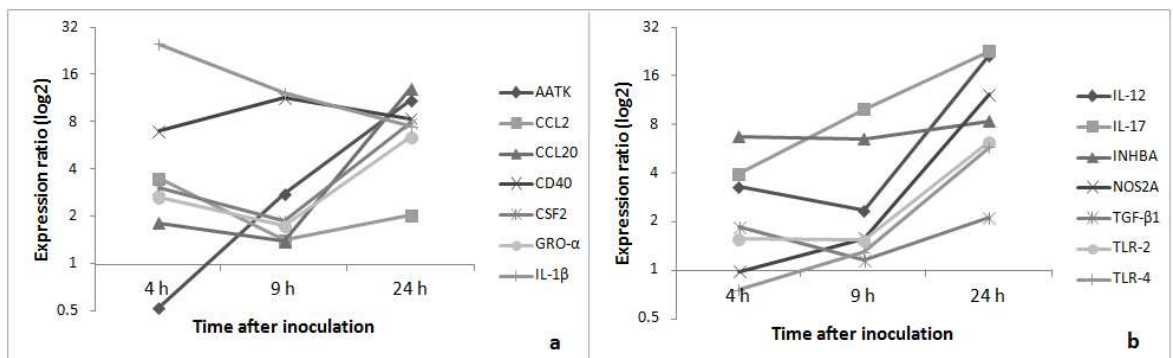 Expression ratio (log2)
32
16
8
4
2
1
0.5
4 h
9 h
24 h
Time after inoculation
AATK
CCL2
CCL20
CD40
CSF2
GRO-α
IL-1β
a
Expression ratio (log2)
32
16
8
4
2
1
0.5
4 h
9 h
24 h
Time after inoculation
IL-12
IL-17
INHBA
NOS2A
TGF-β1
TLR-2
TLR-4
b